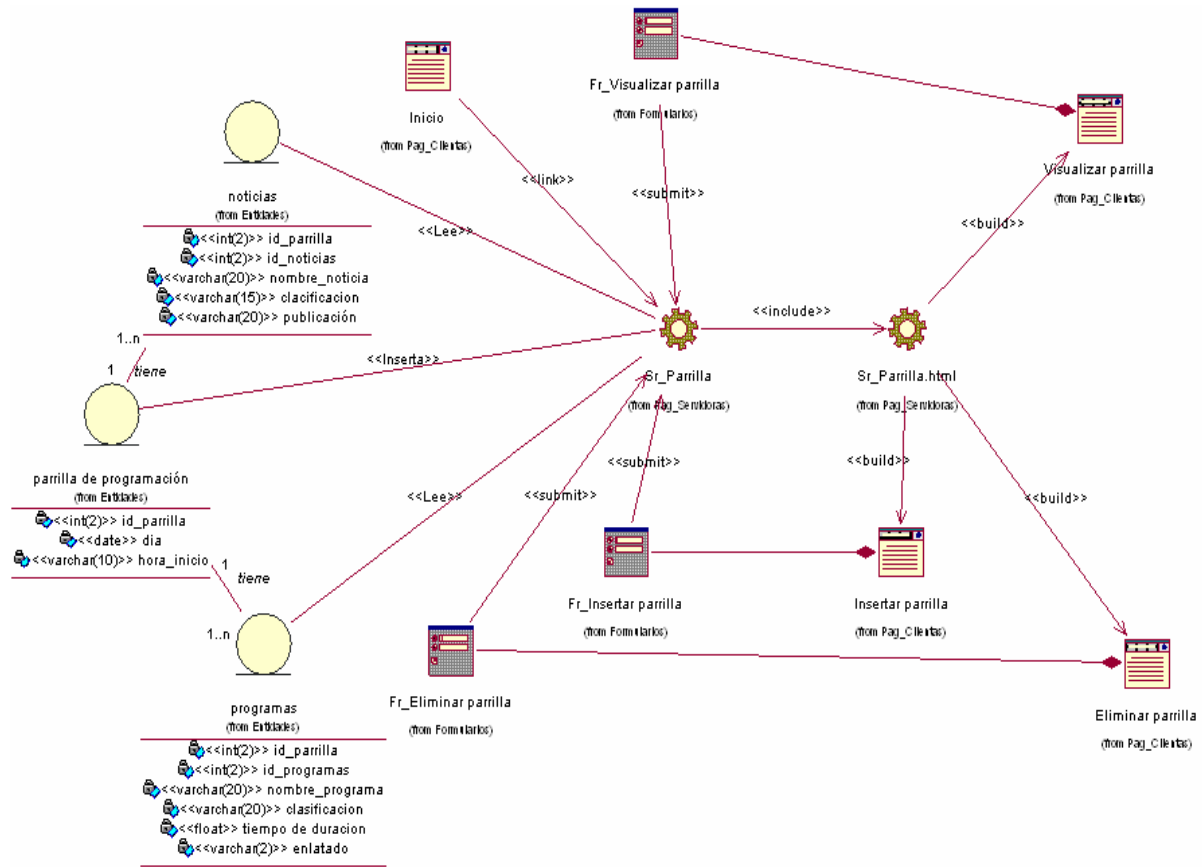 Inicio
(from Pag_Clientas)
Fr_Visualizar parrilla
(from Formularios)
Visualizar parrilla
(from Pag_Clientas)
<<link>>
<<submit>>
<<build>>
noticias
(from Entidades)
<<int(2)>> id_parrilla
<<int(2)>> id_noticias
<<varchar(20)>> nombre_noticia
<<varchar(15)>> clacificacion
<<varchar(20)>> publicación
<<Lee>>
1..n
1
tiene
<<Inserta>>
<<include>>
Sr_Parrilla
(from Pag_Servidoras)
Sr_Parrilla.html
(from Pag_Servidoras)
parrilla de programación
(from Entidades)
<<int(2)>> id_parrilla
<<date>> dia
<<varchar(10)>> hora_inicio
1
tiene
1..n
<<Lee>>
<<submit>>
<<submit>>
<<build>>
<<build>>
Fr_Insertar parrilla
(from Formularios)
Insertar parrilla
(from Pag_Clientas)
Fr_Eliminar parrilla
(from Formularios)
Eliminar parrilla
(from Pag_Clientas)
programas
(from Entidades)
<<int(2)>> id_parrilla
<<int(2)>> id_programas
<<varchar(20)>> nombre_programa
<<varchar(20)>> clasificacion
<<float>> tiempo de duracion
<<varchar(2)>> enlatado